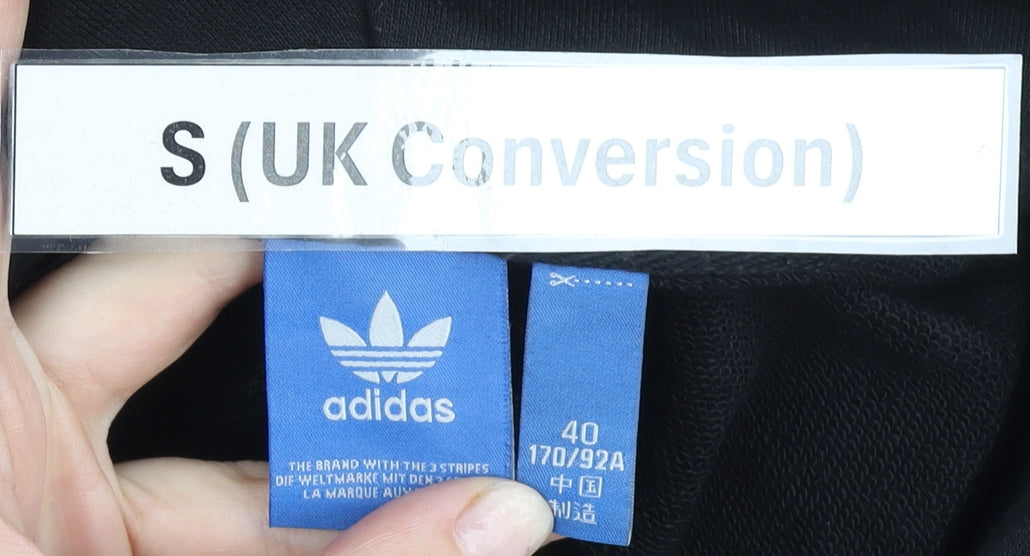 S (UK Conversion)
adidas
THE BRAND WITH THE 3 STRIPES
DIE WELTMARKE MIT DEN 3
LA MARQUE AUX
40
170/92A
中国
制造